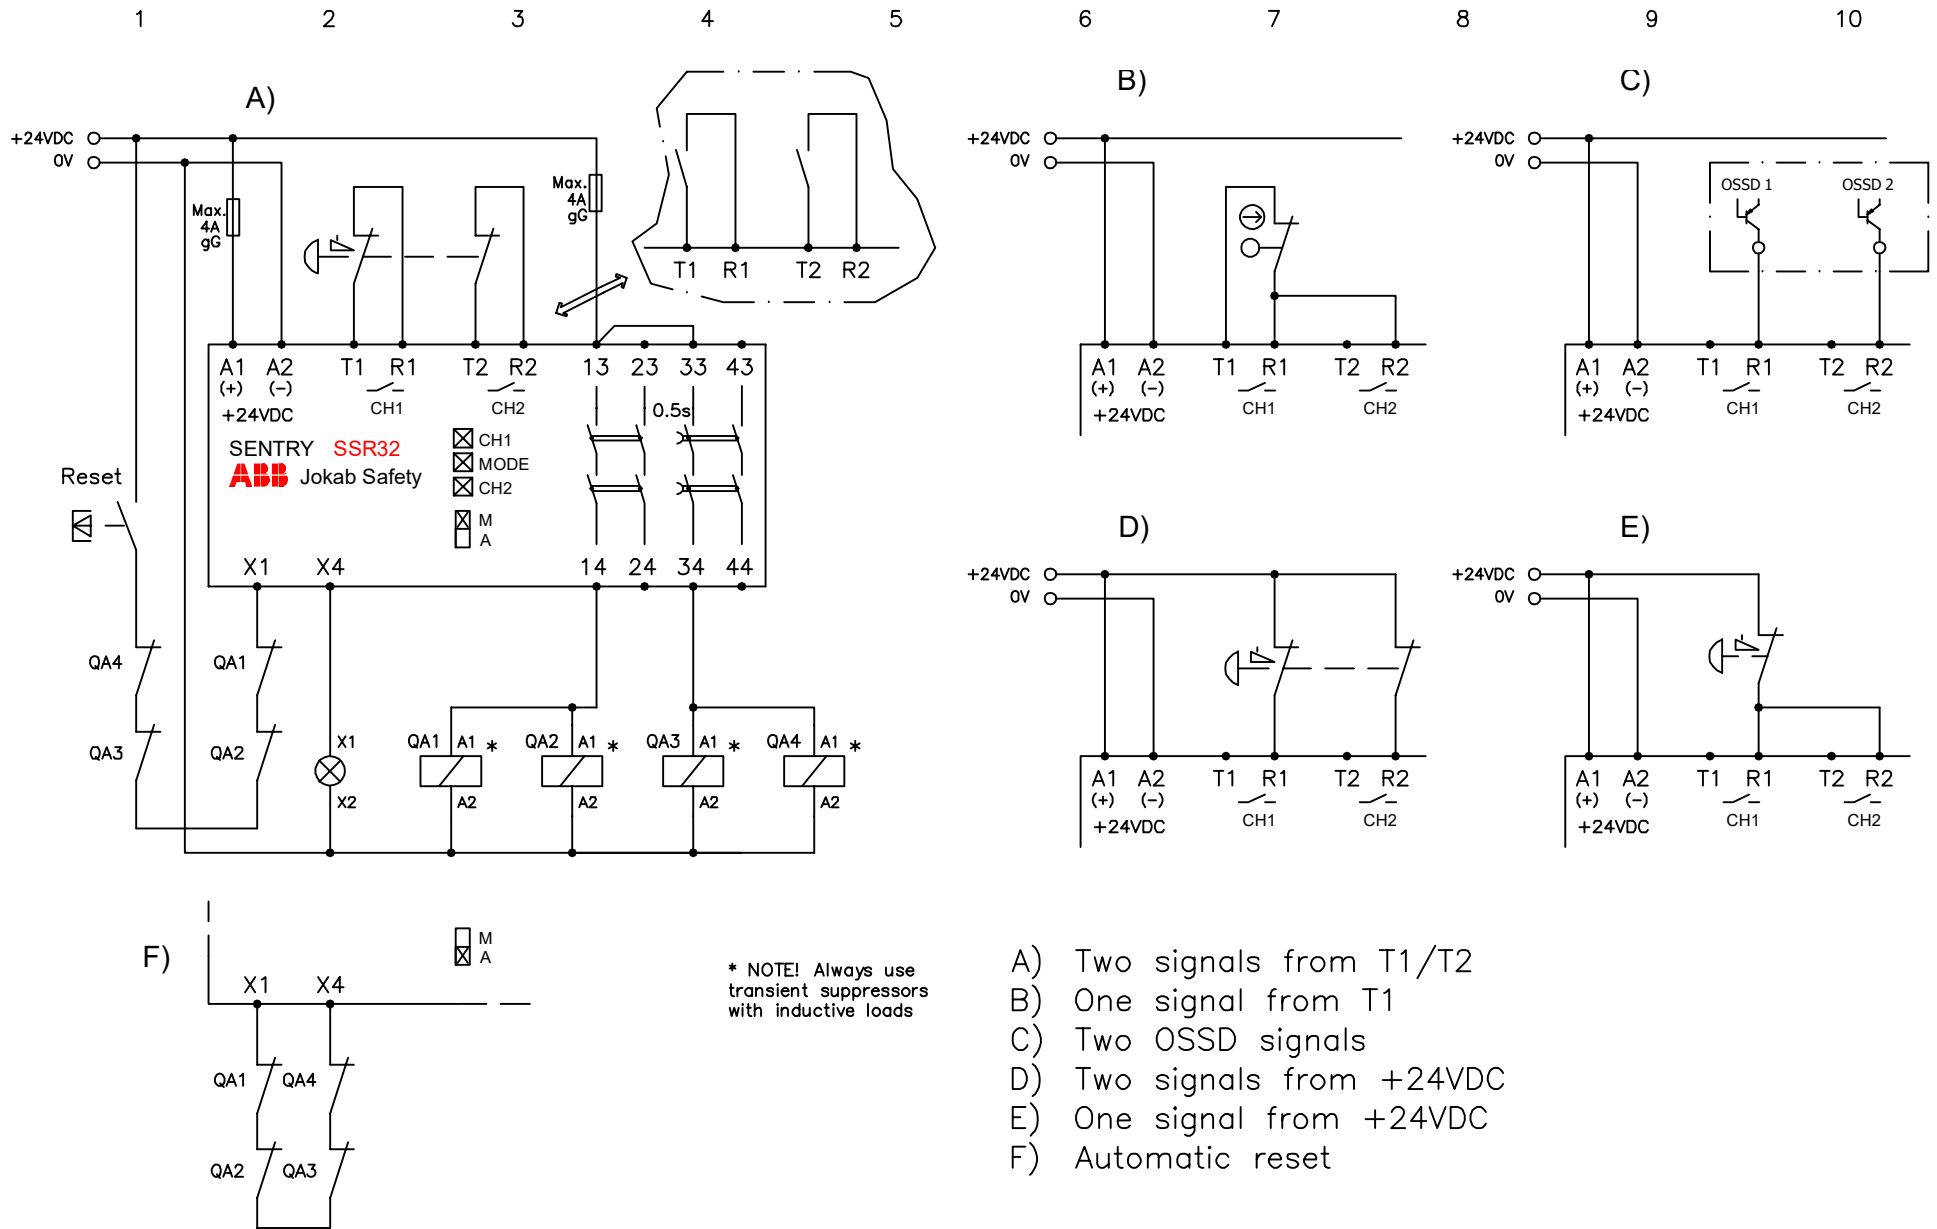 1 2 3 4 5 6 7 8 9 10
A)
+24VDC
0V
Max.
4A
gG
Max.
4A
gG
T1 R1 T2 R2
A1 A2 T1 R1 T2 R2 13 23 33 43
(+) (-)
CH1 CH2
+24VDC
0.5s
SENTRY SSR32
ABB Jokab Safety
CH1
MODE
CH2
M
A
Reset
X1 X4 14 24 34 44
QA4 QA1
QA3 QA2
X1
X2
QA1 A1 * QA2 A1 * QA3 A1 * QA4 A1 *
A2 A2 A2 A2
B)
+24VDC
0V
A1 A2 T1 R1 T2 R2
(+) (-)
CH1 CH2
+24VDC
C)
+24VDC
0V
OSSD 1 OSSD 2
A1 A2 T1 R1 T2 R2
(+) (-)
CH1 CH2
+24VDC
D)
+24VDC
0V
A1 A2 T1 R1 T2 R2
(+) (-)
CH1 CH2
+24VDC
E)
+24VDC
0V
A1 A2 T1 R1 T2 R2
(+) (-)
CH1 CH2
+24VDC
F)
M
A
X1 X4
QA1 QA4
QA2 QA3
* NOTE! Always use
transient suppressors
with inductive loads
A) Two signals from T1/T2
B) One signal from T1
C) Two OSSD signals
D) Two signals from +24VDC
E) One signal from +24VDC
F) Automatic reset